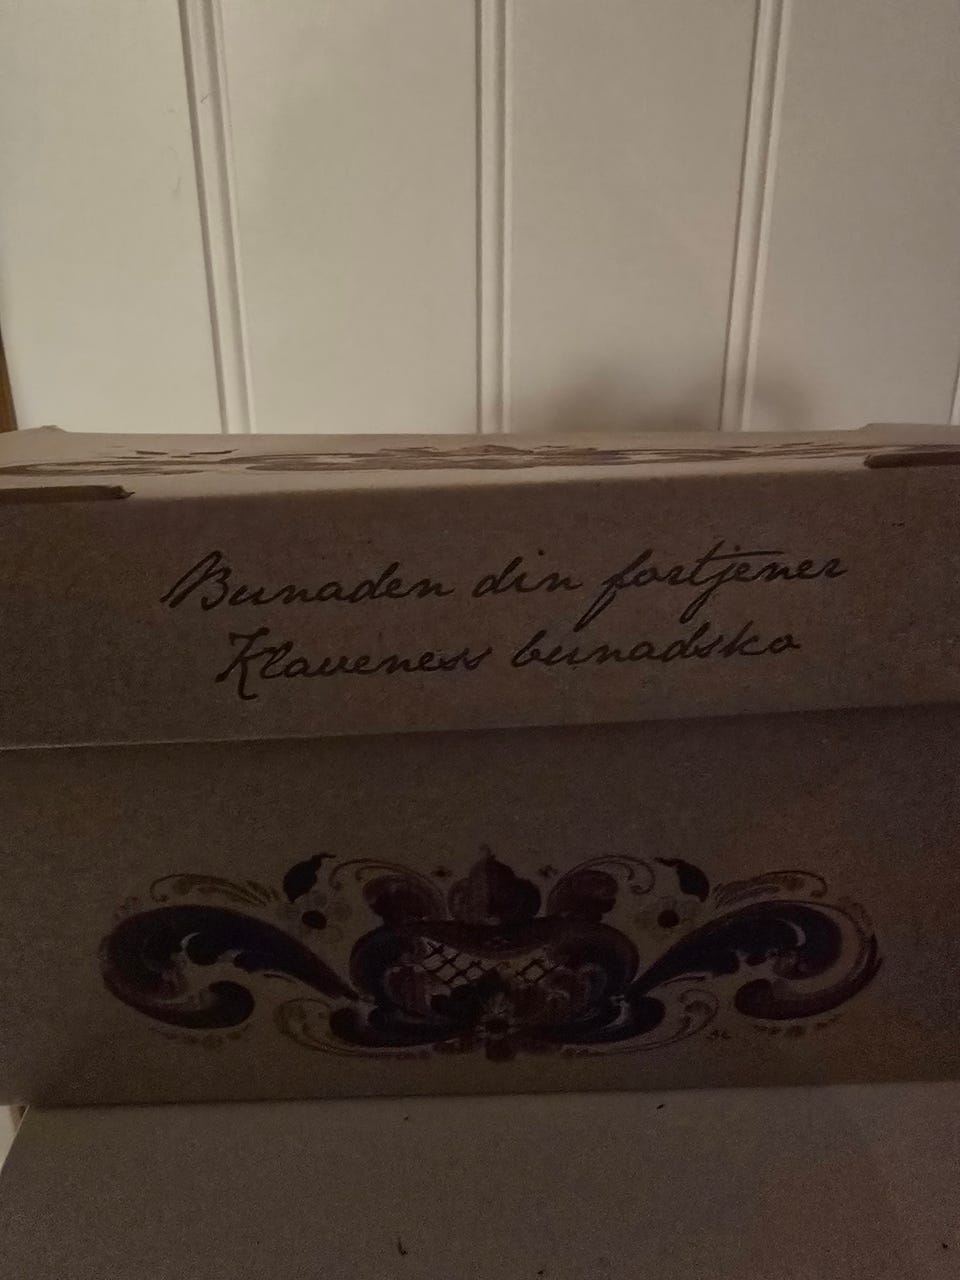 Bunaden din fortjener
Klaveness bunadsko